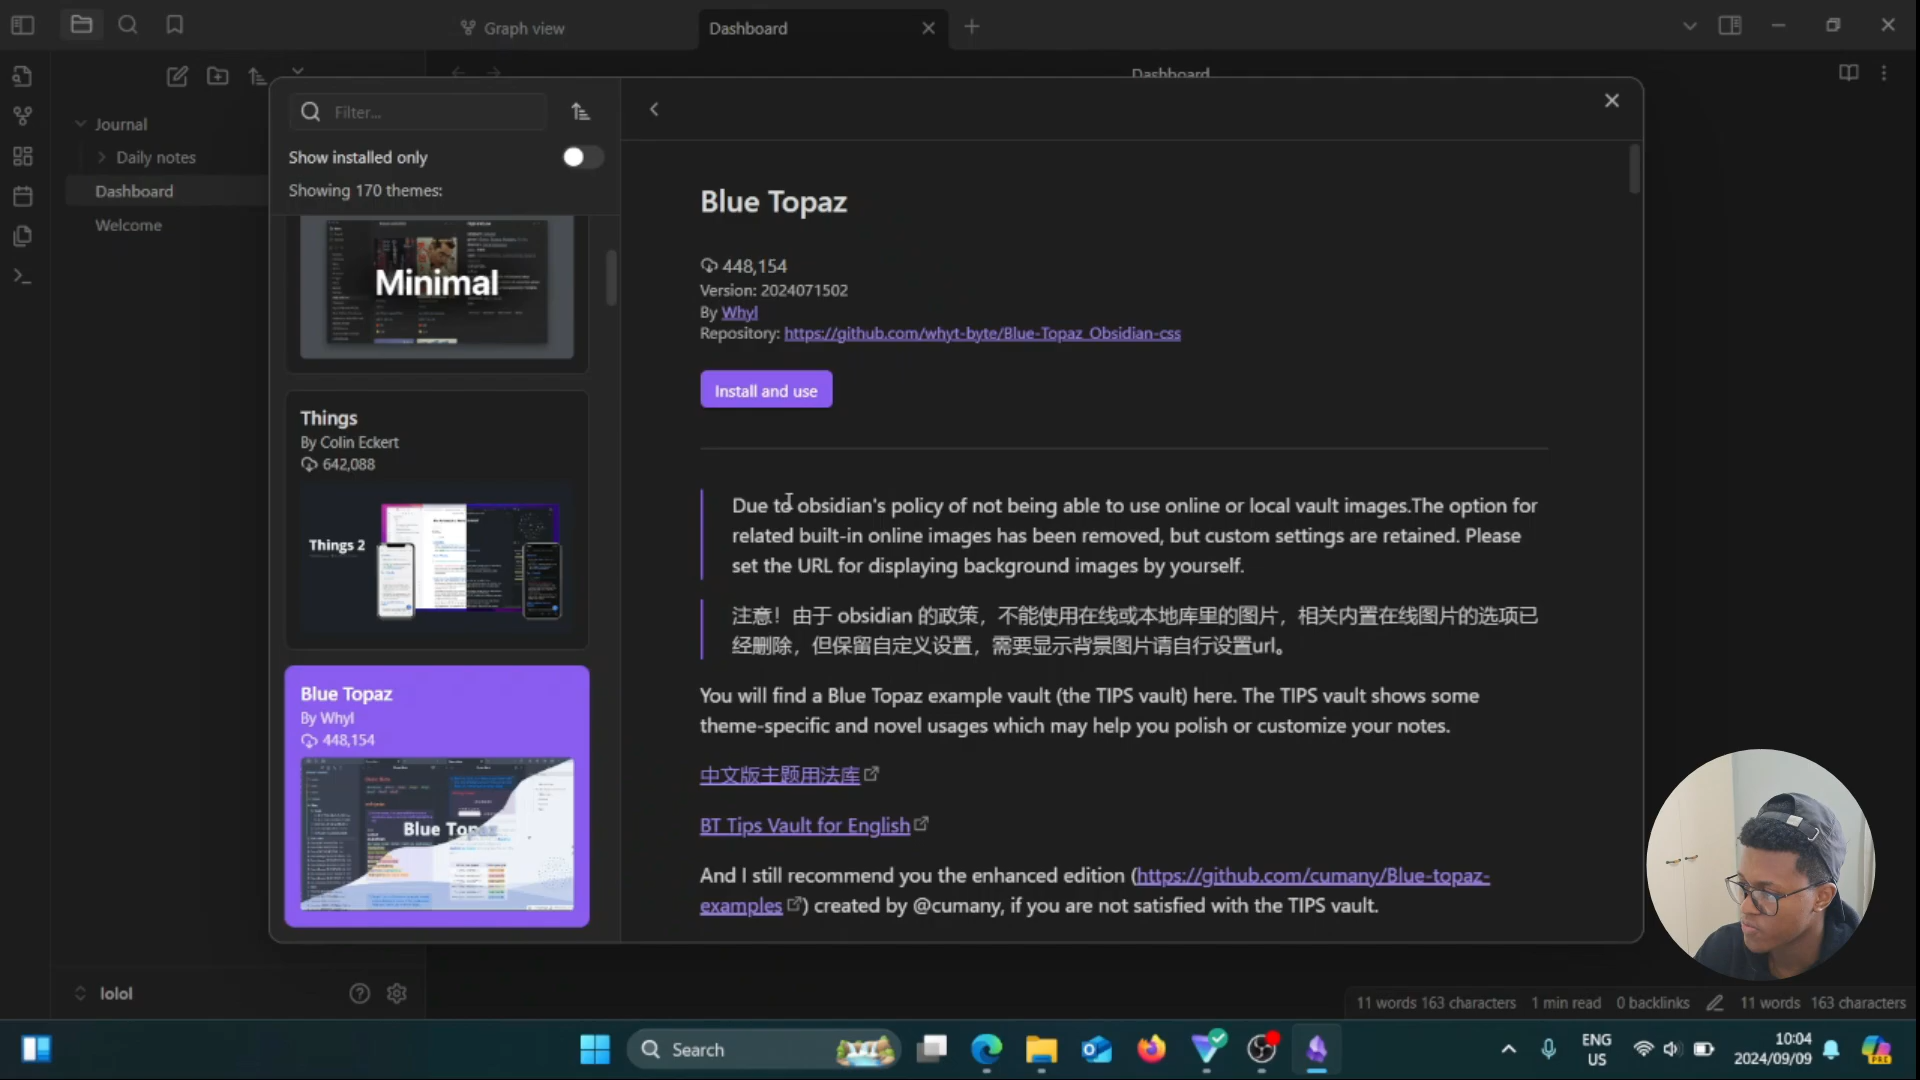 Graph view
Dashboard
Dashboard
Journal
Daily notes
Dashboard
Welcome
Filter...
Show installed only
Showing 170 themes:
Minimal
Things
By Colin Eckert
642,088
Things 2
Blue Topaz
By Whyl
448,154
Blue Topaz
Blue Topaz
448,154
Version: 2024071502
By Whyl
Repository: https://github.com/whyt-byte/Blue-Topaz_Obsidian-css
Install and use
Due to obsidian's policy of not being able to use online or local vault images.The option for
related built-in online images has been removed, but custom settings are retained. Please
set the URL for displaying background images by yourself.
注意！由于 obsidian 的政策，不能使用在线或本地库里的图片，相关内置在线图片的选项已
经删除，但保留自定义设置，需要显示背景图片请自行设置url。
You will find a Blue Topaz example vault (the TIPS vault) here. The TIPS vault shows some
theme-specific and novel usages which may help you polish or customize your notes.
中文版主题用法库
BT Tips Vault for English
And I still recommend you the enhanced edition (https://github.com/cumany/Blue-topaz-
examples) created by @cumany, if you are not satisfied with the TIPS vault.
lolol
11 words 163 characters 1 min read 0 backlinks 11 words 163 characters
Search
ENG
US
10:04
2024/09/09
PRE